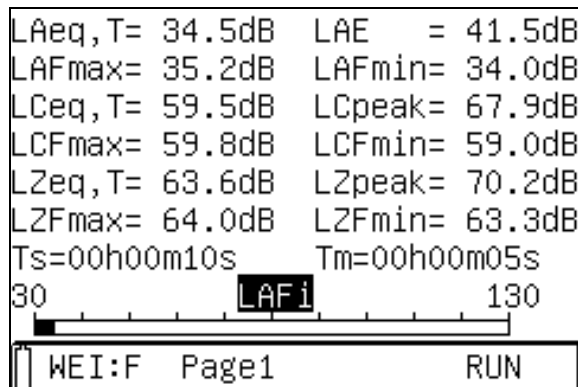 LAeq,T= 34.5dB LAE = 41.5dB
LAFmax= 35.2dB LAFmin= 34.0dB
LCeq,T= 59.5dB LCpeak= 67.9dB
LCFmax= 59.8dB LCFmin= 59.0dB
LZeq,T= 63.6dB LZpeak= 70.2dB
LZFmax= 64.0dB LZFmin= 63.3dB
Ts=00h00m10s Tm=00h00m05s
30 LAFi 130
WEI:F Page1 RUN